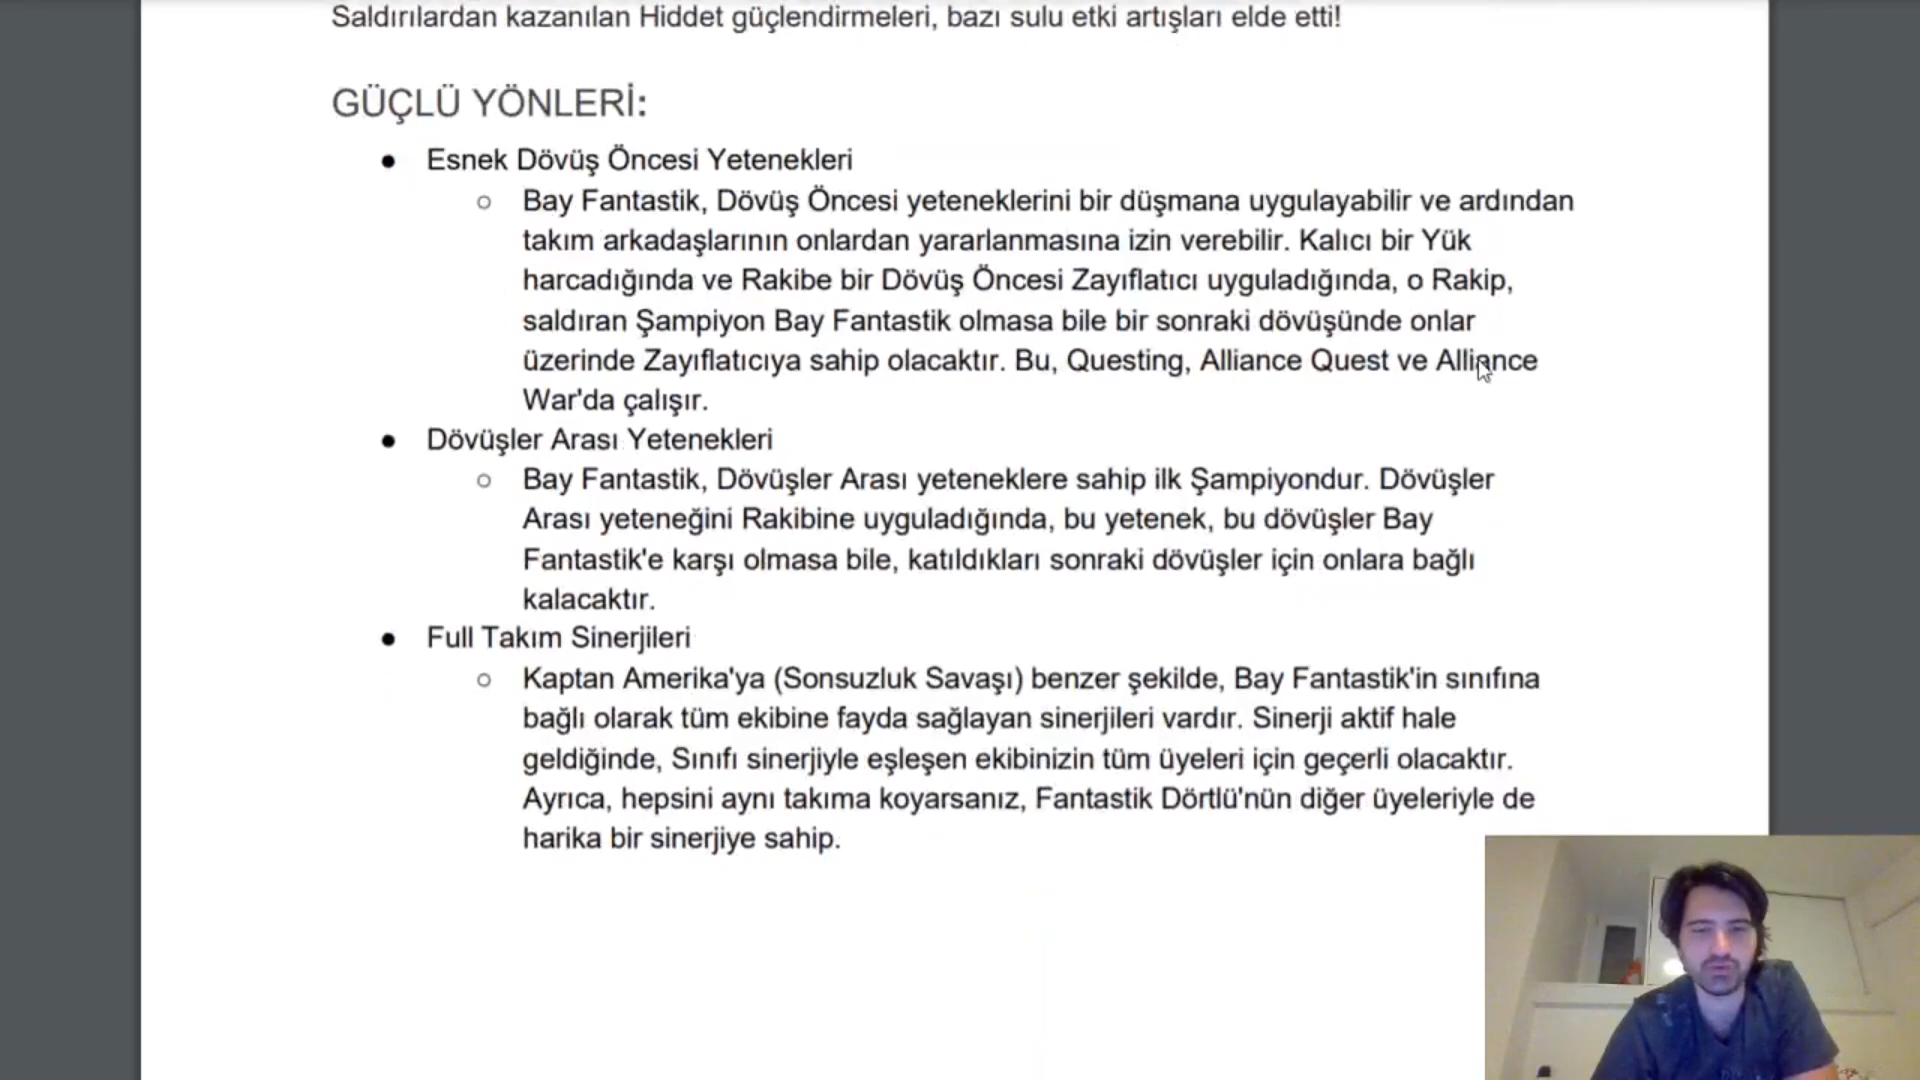 Saldırılardan kazanılan Hiddet güçlendirmeleri, bazı sulu etki artışları elde etti!
GÜÇLÜ YÖNLERİ:
● Esnek Dövüş Öncesi Yetenekleri
○ Bay Fantastik, Dövüş Öncesi yeteneklerini bir düşmana uygulayabilir ve ardından
takım arkadaşlarının onlardan yararlanmasına izin verebilir. Kalıcı bir Yük
harcadığında ve Rakibe bir Dövüş Öncesi Zayıflatıcı uyguladığında, o Rakip,
saldıran Şampiyon Bay Fantastik olmasa bile bir sonraki dövüşünde onlar
üzerinde Zayıflatıcıya sahip olacaktır. Bu, Questing, Alliance Quest ve Alliance
War'da çalışır.
● Dövüşler Arası Yetenekleri
○ Bay Fantastik, Dövüşler Arası yeteneklere sahip ilk Şampiyondur. Dövüşler
Arası yeteneğini Rakibine uyguladığında, bu yetenek, bu dövüşler Bay
Fantastik'e karşı olmasa bile, katıldıkları sonraki dövüşler için onlara bağlı
kalacaktır.
● Full Takım Sinerjileri
○ Kaptan Amerika'ya (Sonsuzluk Savaşı) benzer şekilde, Bay Fantastik'in sınıfına
bağlı olarak tüm ekibine fayda sağlayan sinerjileri vardır. Sinerji aktif hale
geldiğinde, Sınıfı sinerjiyle eşleşen ekibinizin tüm üyeleri için geçerli olacaktır.
Ayrıca, hepsini aynı takıma koyarsanız, Fantastik Dörtlü'nün diğer üyeleriyle de
harika bir sinerjiye sahip.